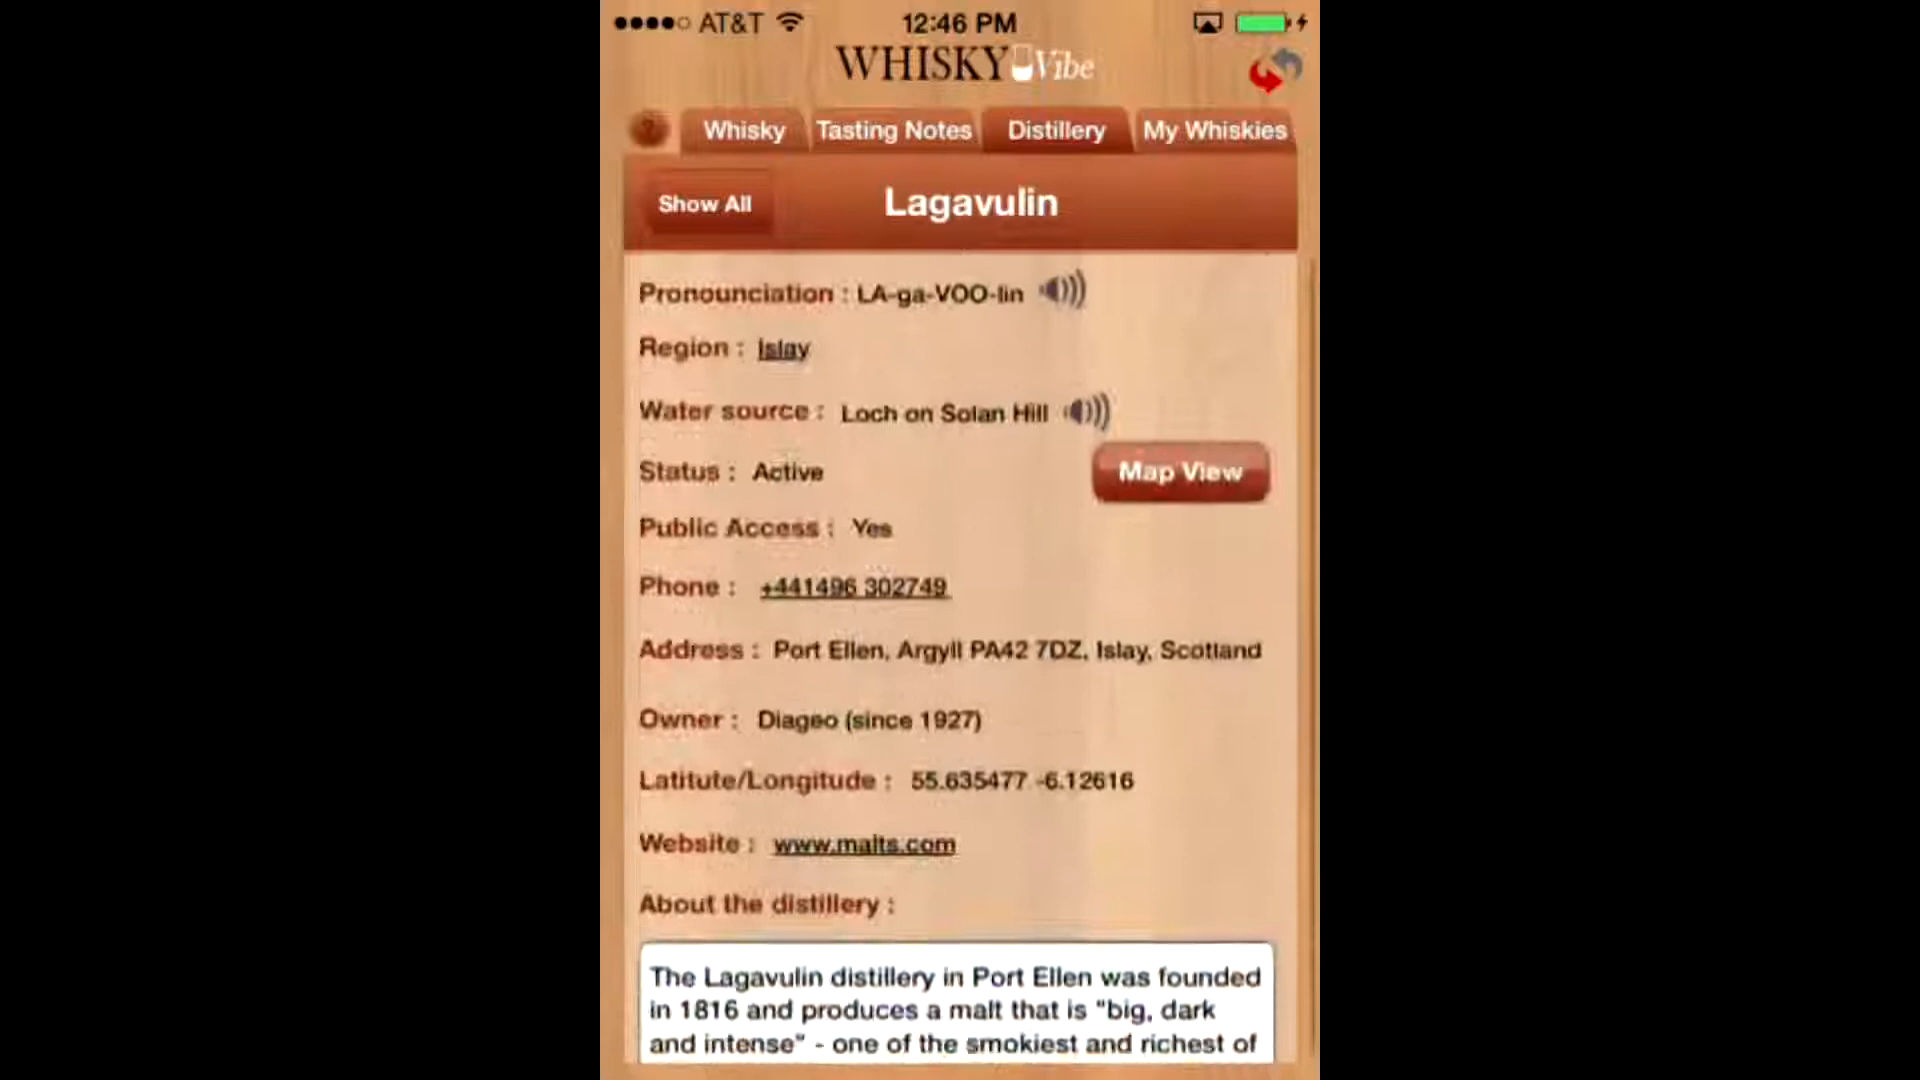 AT&T 12:46 PM
WHISKY Vibe
? Whisky Tasting Notes Distillery My Whiskies
Show All Lagavulin
Pronounciation : LA-ga-VOO-lin
Region : Islay
Water source : Loch on Solan Hill
Status : Active Map View
Public Access : Yes
Phone : +441496 302749
Address : Port Ellen, Argyll PA42 7DZ, Islay, Scotland
Owner : Diageo (since 1927)
Latitute/Longitude : 55.635477 -6.12616
Website : www.malts.com
About the distillery :
The Lagavulin distillery in Port Ellen was founded
in 1816 and produces a malt that is "big, dark
and intense" - one of the smokiest and richest of